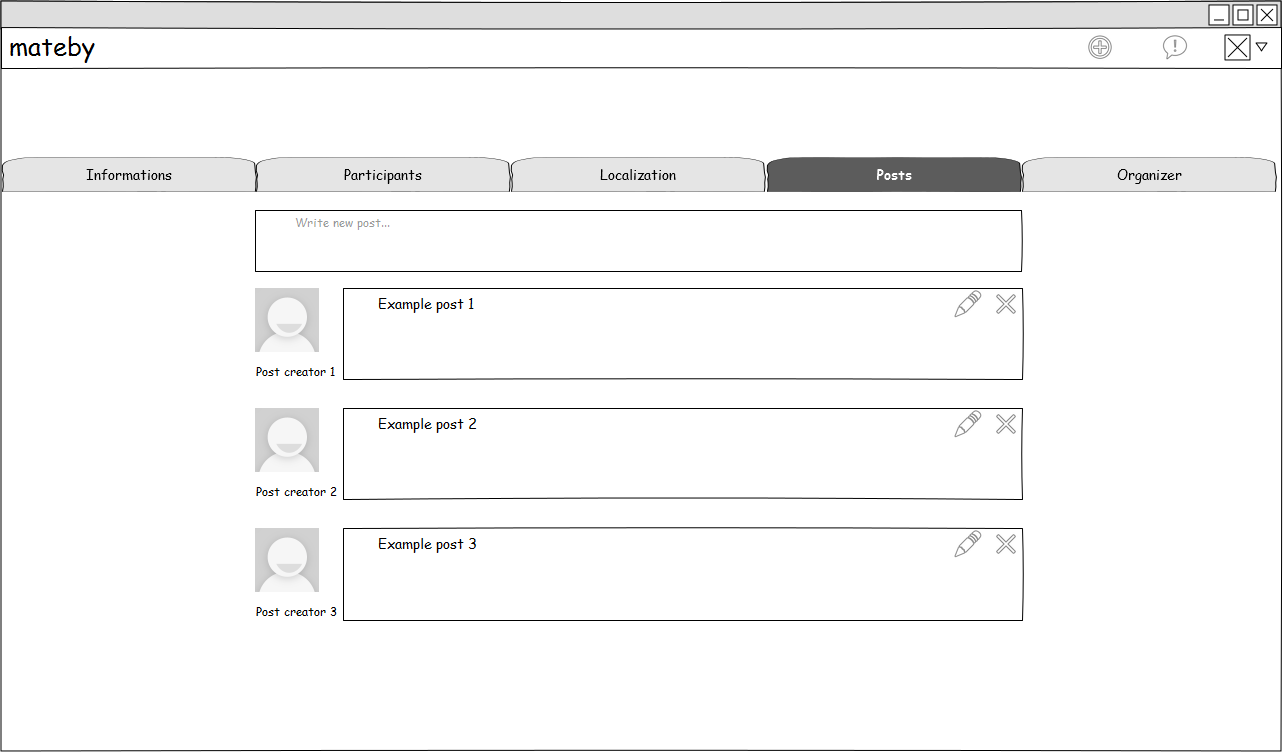 mateby
Informations
Participants
Localization
Posts
Organizer
Write new post...
Example post 1
Post creator 1
Example post 2
Post creator 2
Example post 3
Post creator 3